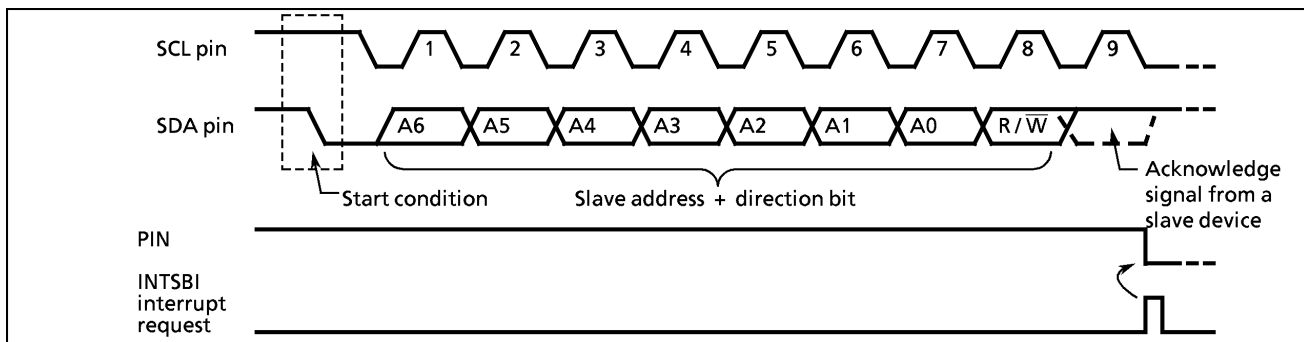 SCL pin
1 2 3 4 5 6 7 8 9
SDA pin
A6 A5 A4 A3 A2 A1 A0 R / W̅
Start condition
Slave address + direction bit
Acknowledge
signal from a
slave device
PIN
INTSBI
interrupt
request